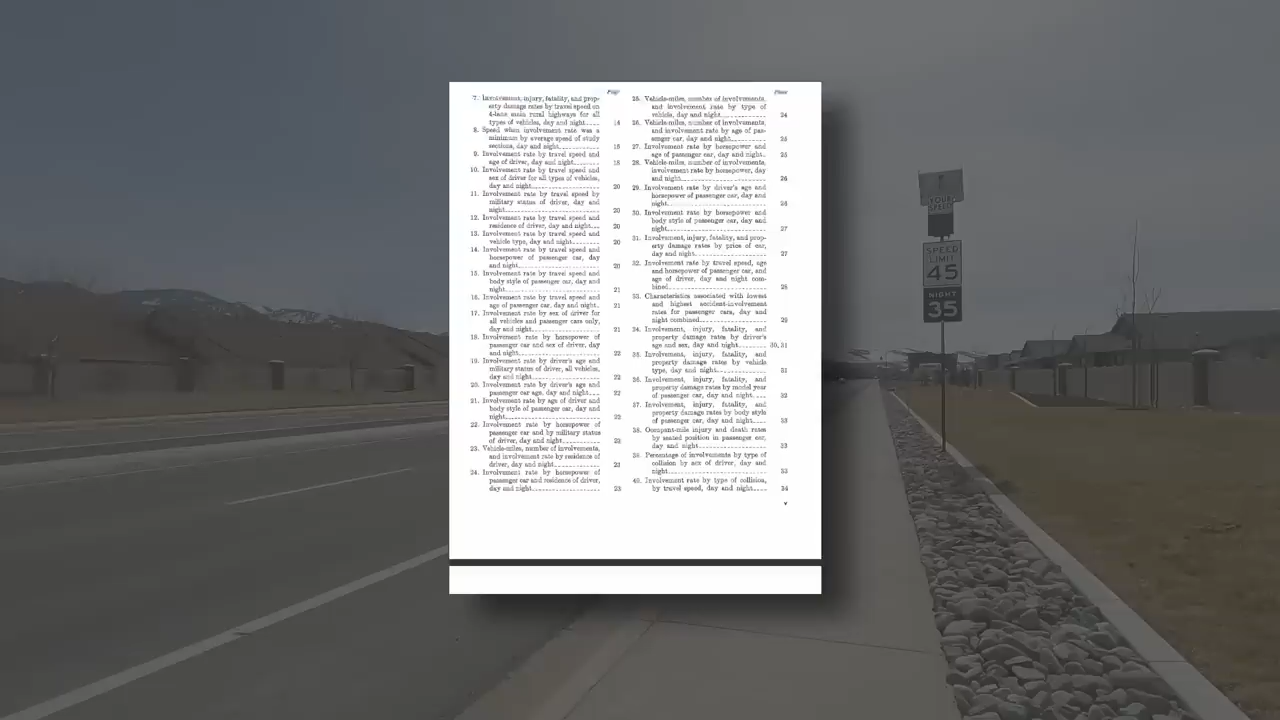 Page
7. Involvement, injury, fatality, and prop-
erty damage rates by travel speed on
4-lane main rural highways for all
types of vehicles, day and night
14
8. Speed when involvement rate was a
minimum by average speed of study
sections, day and night
16
9. Involvement rate by travel speed and
age of driver, day and night
18
10. Involvement rate by travel speed and
sex of driver for all types of vehicles,
day and night
20
11. Involvement rate by travel speed by
military status of driver, day and
night
20
12. Involvement rate by travel speed and
residence of driver, day and night
20
13. Involvement rate by travel speed and
vehicle type, day and night
20
14. Involvement rate by travel speed and
horsepower of passenger car, day
and night
20
15. Involvement rate by travel speed and
body style of passenger car, day and
night
21
16. Involvement rate by travel speed and
age of passenger car, day and night
21
17. Involvement rate by sex of driver for
all vehicles and passenger cars only,
day and night
21
18. Involvement rate by horsepower of
passenger car and sex of driver, day
and night
22
19. Involvement rate by driver's age and
military status of driver, all vehicles,
day and night
22
20. Involvement rate by driver's age and
passenger car age, day and night
22
21. Involvement rate by age of driver and
body style of passenger car, day and
night
22. Involvement rate by horsepower of
passenger car and by military status
of driver, day and night
23. Vehicle-miles, number of involvements,
and involvement rate by residence of
driver, day and night
24. Involvement rate by horsepower of
passenger car and residence of driver,
day and night
23
25. Vehicle-miles, number of involvements,
and involvement rate by type of
vehicle, day and night
24
26. Vehicle-miles, number of involvements,
and involvement rate by age of pas-
senger car, day and night
25
27. Involvement rate by horsepower and
age of passenger car, day and night
25
28. Vehicle-miles, number of involvements,
involvement rate by horsepower, day
and night
26
29. Involvement rate by driver's age and
horsepower of passenger car, day and
night
26
30. Involvement rate by horsepower and
body style of passenger car, day and
night
27
31. Involvement, injury, fatality, and prop-
erty damage rates by price of car,
day and night
27
32. Involvement rate by travel speed, age
and horsepower of passenger car, and
age of driver, day and night com-
bined
28
33. Characteristics associated with lowest
and highest accident-involvement
rates for passenger cars, day and
night combined
29
34. Involvement, injury, fatality, and
property damage rates by driver's
age and sex, day and night
30, 31
35. Involvement, injury, fatality, and
property damage rates by vehicle
type, day and night
31
36. Involvement, injury, fatality, and
property damage rates by model year
of passenger car, day and night
32
37. Involvement, injury, fatality, and
property damage rates by body style
of passenger car, day and night
33
38. Occupant-mile injury and death rates
by seated position in passenger car,
day and night
33
39. Percentage of involvements by type of
collision by sex of driver, day and
night
33
40. Involvement rate by type of collision,
by travel speed, day and night
34
v
YOUR
SPEED
SPEED
LIMIT
45
NIGHT
35